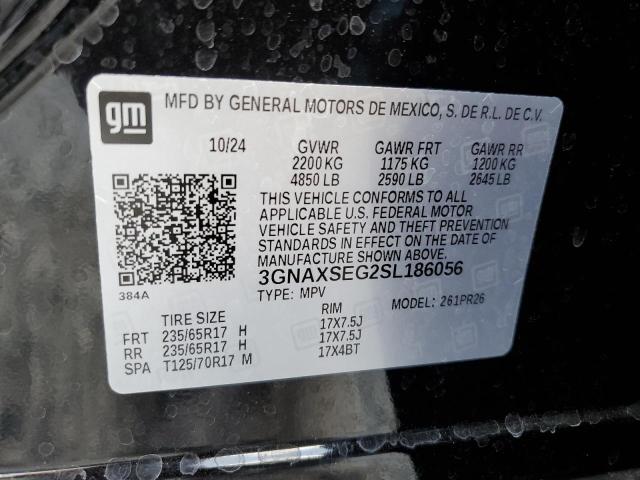 gm
MFD BY GENERAL MOTORS DE MEXICO, S. DE R.L. DE C.V.
10/24 GVWR GAWR FRT GAWR RR
2200 KG 1175 KG 1200 KG
4850 LB 2590 LB 2645 LB
THIS VEHICLE CONFORMS TO ALL
APPLICABLE U.S. FEDERAL MOTOR
VEHICLE SAFETY AND THEFT PREVENTION
STANDARDS IN EFFECT ON THE DATE OF
MANUFACTURE SHOWN ABOVE.
3GNAXSEG2SL186056
384A
TYPE: MPV MODEL: 261PR26
TIRE SIZE RIM
FRT 235/65R17 H 17X7.5J
RR 235/65R17 H 17X7.5J
SPA T125/70R17 M 17X4BT